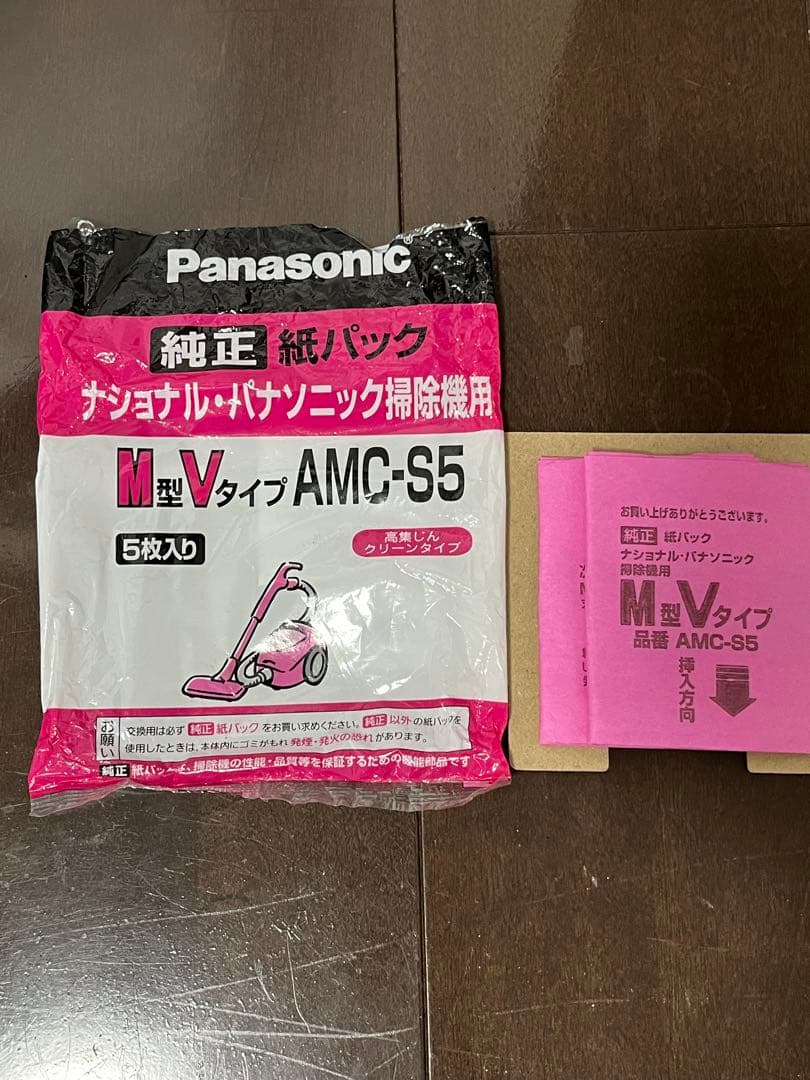 Panasonic®
純正 紙パック
ナショナル・パナソニック掃除機用
M型Vタイプ AMC-S5
5枚入り
高集じん
クリーンタイプ
お願い
交換用は必ず 純正 紙パック をお買い求めください。純正 以外 の紙パックを
使用したときは、本体内にゴミがもれ 発煙・発火の恐れ があります。
純正 紙パックは、掃除機の性能・品質等を保証するための機能部品です
お買い上げありがとうございます。
純正 紙パック
ナショナル・パナソニック
掃除機用
M型Vタイプ
品番 AMC-S5
挿入方向